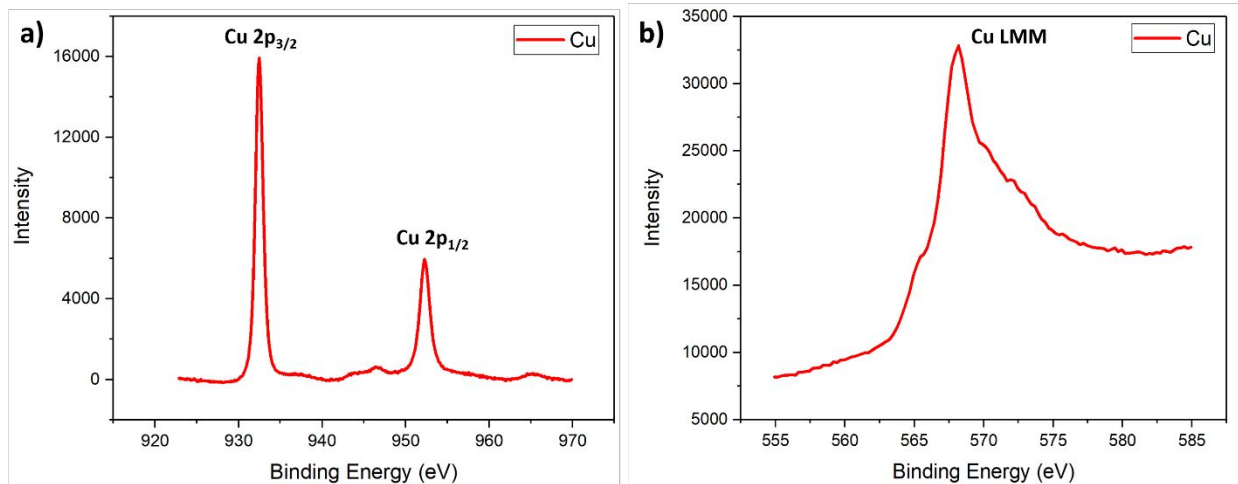 a)
Cu 2p3/2
Cu
16000
12000
8000
4000
0
Cu 2p1/2
Intensity
920 930 940 950 960 970
Binding Energy (eV)
b)
Cu LMM
Cu
35000
30000
25000
20000
15000
10000
5000
Intensity
555 560 565 570 575 580 585
Binding Energy (eV)